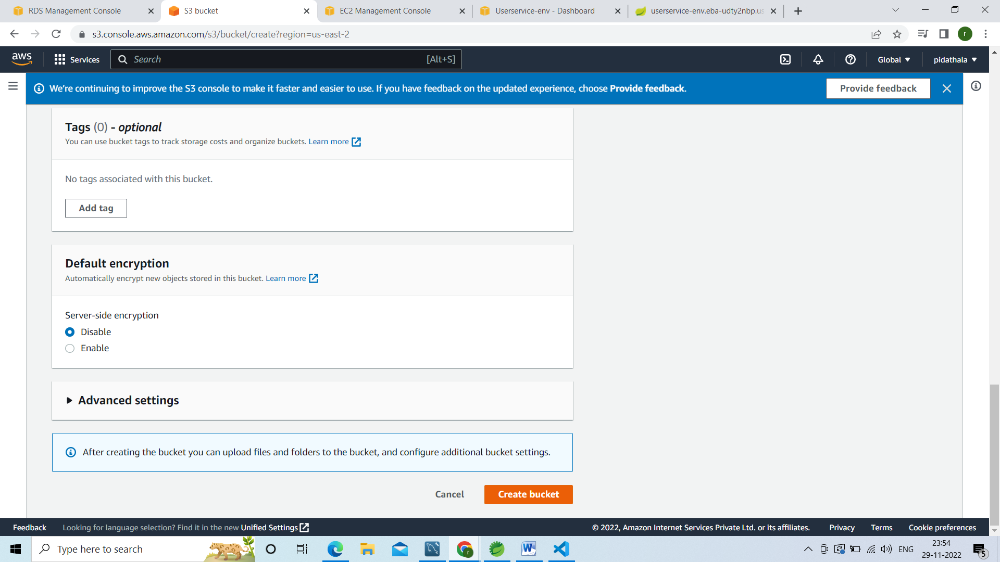 RDS Management Console
S3 bucket
EC2 Management Console
Userservice-env - Dashboard
userservice-env.eba-udty2nbp.us
s3.console.aws.amazon.com/s3/bucket/create?region=us-east-2
r
aws
Services
Search
[Alt+S]
Global
pidathala
We're continuing to improve the S3 console to make it faster and easier to use. If you have feedback on the updated experience, choose Provide feedback.
Provide feedback
Tags (0) - optional
You can use bucket tags to track storage costs and organize buckets. Learn more
No tags associated with this bucket.
Add tag
Default encryption
Automatically encrypt new objects stored in this bucket. Learn more
Server-side encryption
Disable
Enable
Advanced settings
After creating the bucket you can upload files and folders to the bucket, and configure additional bucket settings.
Cancel
Create bucket
Feedback
Looking for language selection? Find it in the new Unified Settings
© 2022, Amazon Internet Services Private Ltd. or its affiliates.
Privacy
Terms
Cookie preferences
Type here to search
ENG
23:54
29-11-2022
5